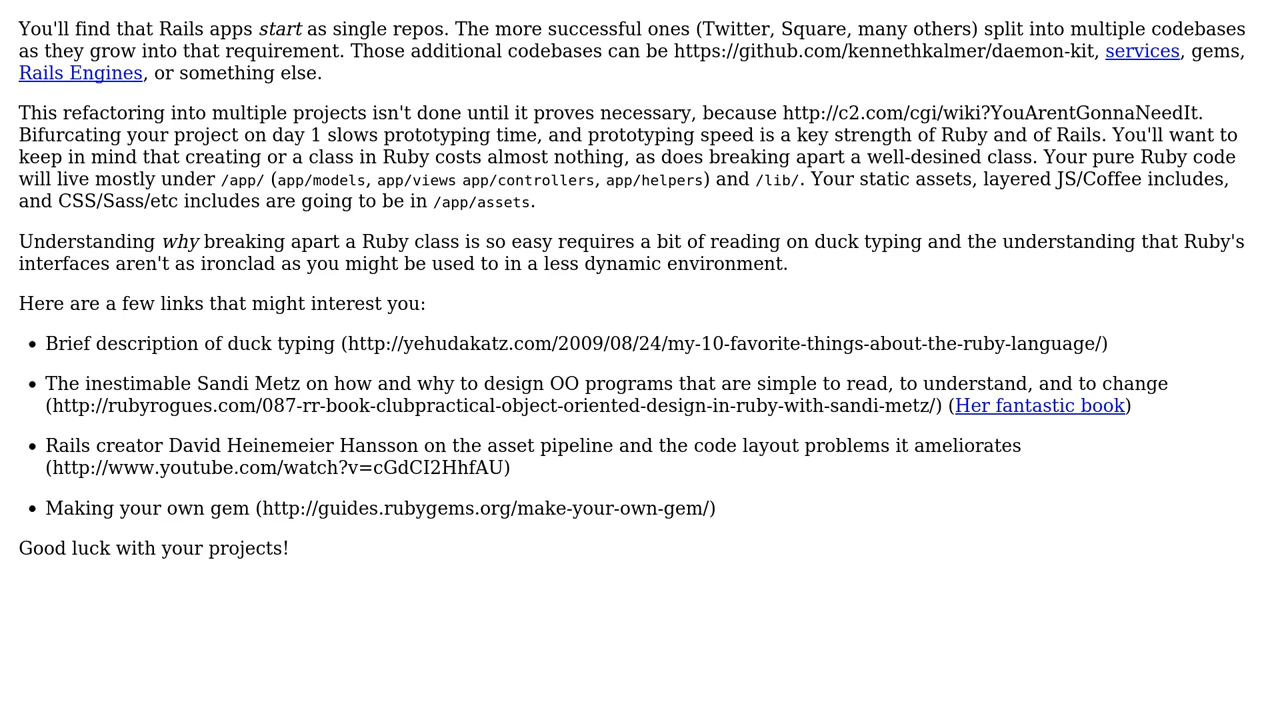 You'll find that Rails apps start as single repos. The more successful ones (Twitter, Square, many others) split into multiple codebases
as they grow into that requirement. Those additional codebases can be https://github.com/kennethkalmer/daemon-kit, services, gems,
Rails Engines, or something else.
This refactoring into multiple projects isn't done until it proves necessary, because http://c2.com/cgi/wiki?YouArentGonnaNeedIt.
Bifurcating your project on day 1 slows prototyping time, and prototyping speed is a key strength of Ruby and of Rails. You'll want to
keep in mind that creating or a class in Ruby costs almost nothing, as does breaking apart a well-desined class. Your pure Ruby code
will live mostly under /app/ (app/models, app/views app/controllers, app/helpers) and /lib/. Your static assets, layered JS/Coffee includes,
and CSS/Sass/etc includes are going to be in /app/assets.
Understanding why breaking apart a Ruby class is so easy requires a bit of reading on duck typing and the understanding that Ruby's
interfaces aren't as ironclad as you might be used to in a less dynamic environment.
Here are a few links that might interest you:
• Brief description of duck typing (http://yehudakatz.com/2009/08/24/my-10-favorite-things-about-the-ruby-language/)
• The inestimable Sandi Metz on how and why to design OO programs that are simple to read, to understand, and to change
(http://rubyrogues.com/087-rr-book-clubpractical-object-oriented-design-in-ruby-with-sandi-metz/) (Her fantastic book)
• Rails creator David Heinemeier Hansson on the asset pipeline and the code layout problems it ameliorates
(http://www.youtube.com/watch?v=cGdCI2HhfAU)
• Making your own gem (http://guides.rubygems.org/make-your-own-gem/)
Good luck with your projects!